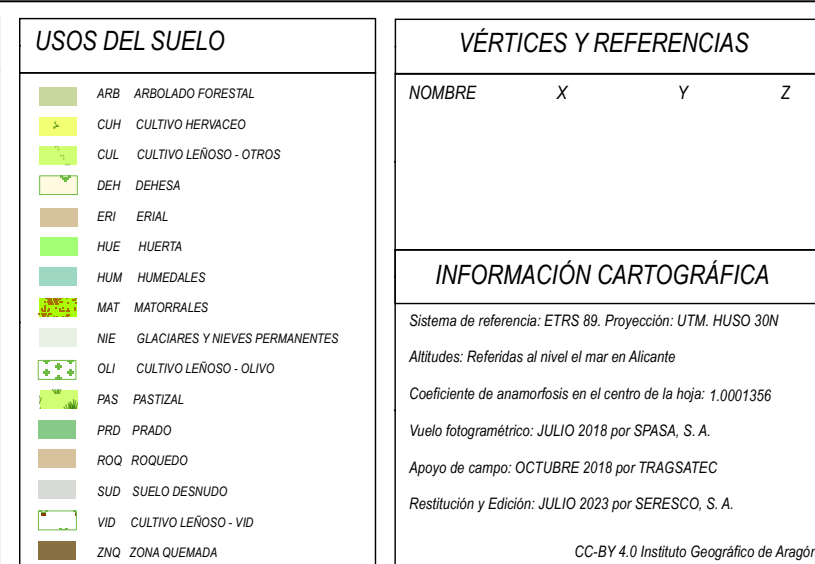 USOS DEL SUELO
ARB ARBOLADO FORESTAL
CUH CULTIVO HERVACEO
CUL CULTIVO LEÑOSO - OTROS
DEH DEHESA
ERI ERIAL
HUE HUERTA
HUM HUMEDALES
MAT MATORRALES
NIE GLACIARES Y NIEVES PERMANENTES
OLI CULTIVO LEÑOSO - OLIVO
PAS PASTIZAL
PRD PRADO
ROQ ROQUEDO
SUD SUELO DESNUDO
VID CULTIVO LEÑOSO - VID
ZNQ ZONA QUEMADA
VÉRTICES Y REFERENCIAS
NOMBRE X Y Z
INFORMACIÓN CARTOGRÁFICA
Sistema de referencia: ETRS 89. Proyección: UTM. HUSO 30N
Altitudes: Referidas al nivel el mar en Alicante
Coeficiente de anamorfosis en el centro de la hoja: 1.0001356
Vuelo fotogramétrico: JULIO 2018 por SPASA, S. A.
Apoyo de campo: OCTUBRE 2018 por TRAGSATEC
Restitución y Edición: JULIO 2023 por SERESCO, S. A.
CC-BY 4.0 Instituto Geográfico de Aragón